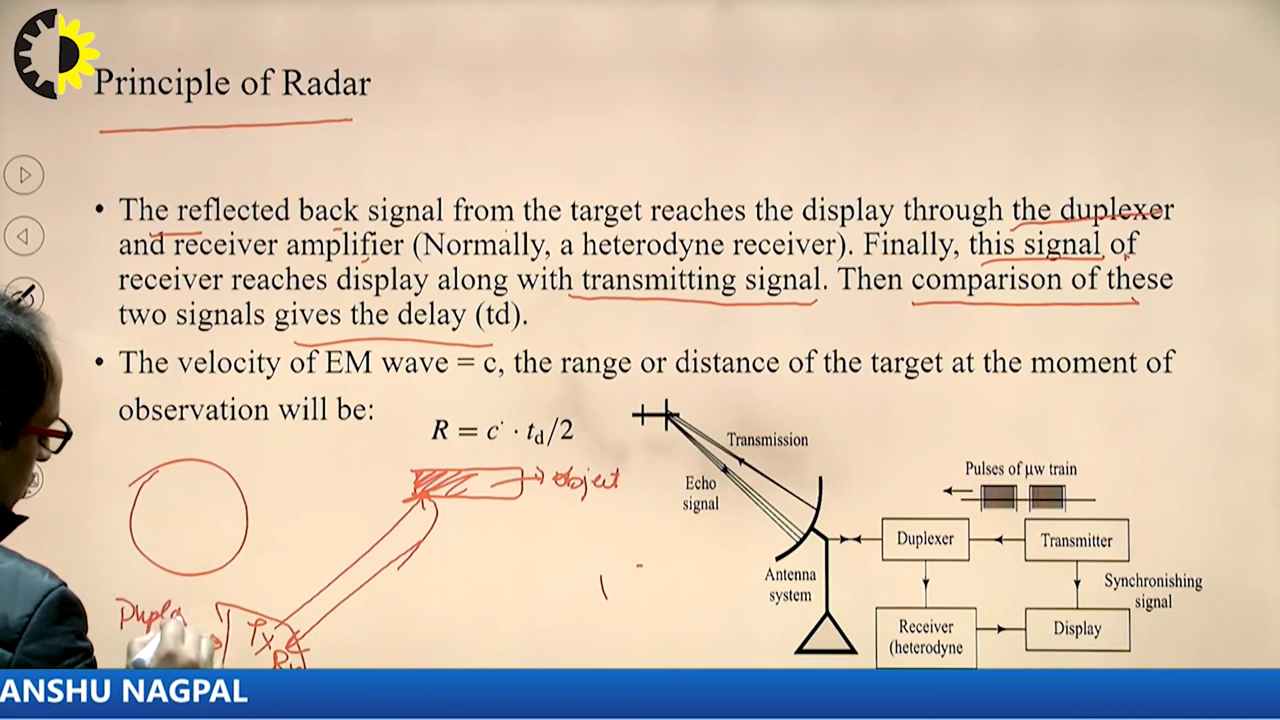 Principle of Radar
• The reflected back signal from the target reaches the display through the duplexer
and receiver amplifier (Normally, a heterodyne receiver). Finally, this signal of
receiver reaches display along with transmitting signal. Then comparison of these
two signals gives the delay (td).
• The velocity of EM wave = c, the range or distance of the target at the moment of
observation will be:
R = c · td/2
object
Tx
Transmission
Echo
signal
Antenna
system
Pulses of μw train
Duplexer
Transmitter
Synchronishing
signal
Receiver
(heterodyne
Display
ANSHU NAGPAL